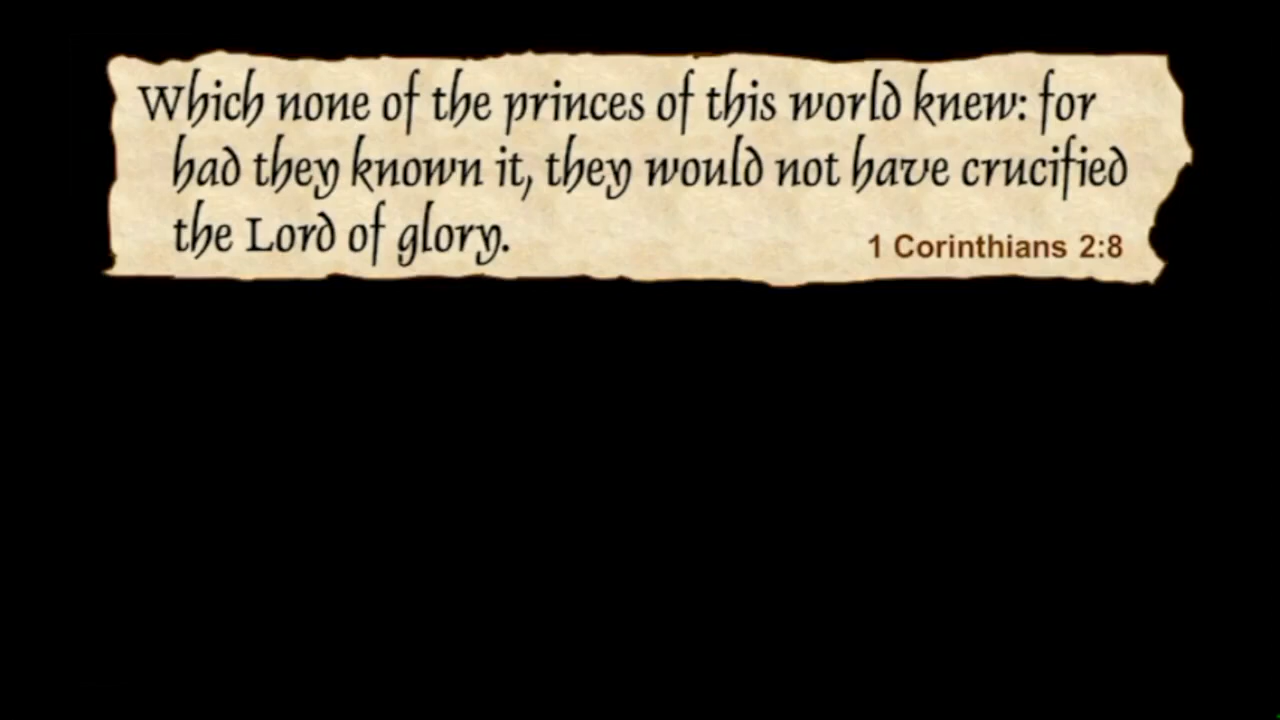 Which none of the princes of this world knew: for
had they known it, they would not have crucified
the Lord of glory.
1 Corinthians 2:8